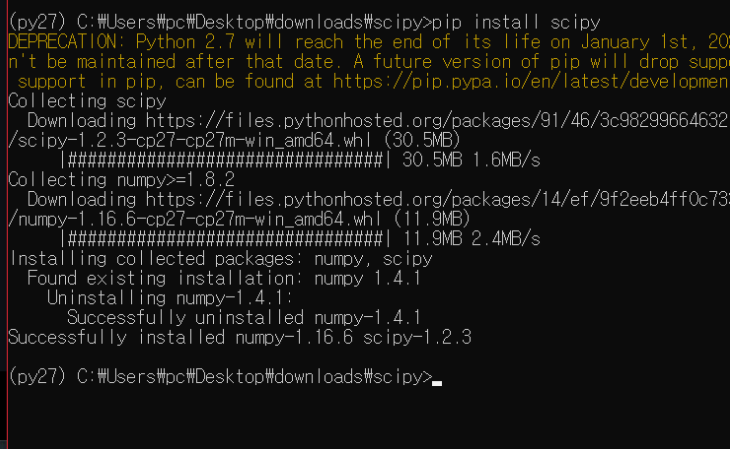 (py27) C:₩Users₩pc₩Desktop₩downloads₩scipy>pip install scipy
DEPRECATION: Python 2.7 will reach the end of its life on January 1st, 20
n't be maintained after that date. A future version of pip will drop supp
 support in pip, can be found at https://pip.pypa.io/en/latest/developmen
Collecting scipy
  Downloading https://files.pythonhosted.org/packages/91/46/3c98299664632
/scipy-1.2.3-cp27-cp27m-win_amd64.whl (30.5MB)
     |################################| 30.5MB 1.6MB/s
Collecting numpy>=1.8.2
  Downloading https://files.pythonhosted.org/packages/14/ef/9f2eeb4ff0c73
/numpy-1.16.6-cp27-cp27m-win_amd64.whl (11.9MB)
     |################################| 11.9MB 2.4MB/s
Installing collected packages: numpy, scipy
  Found existing installation: numpy 1.4.1
    Uninstalling numpy-1.4.1:
      Successfully uninstalled numpy-1.4.1
Successfully installed numpy-1.16.6 scipy-1.2.3
(py27) C:₩Users₩pc₩Desktop₩downloads₩scipy>